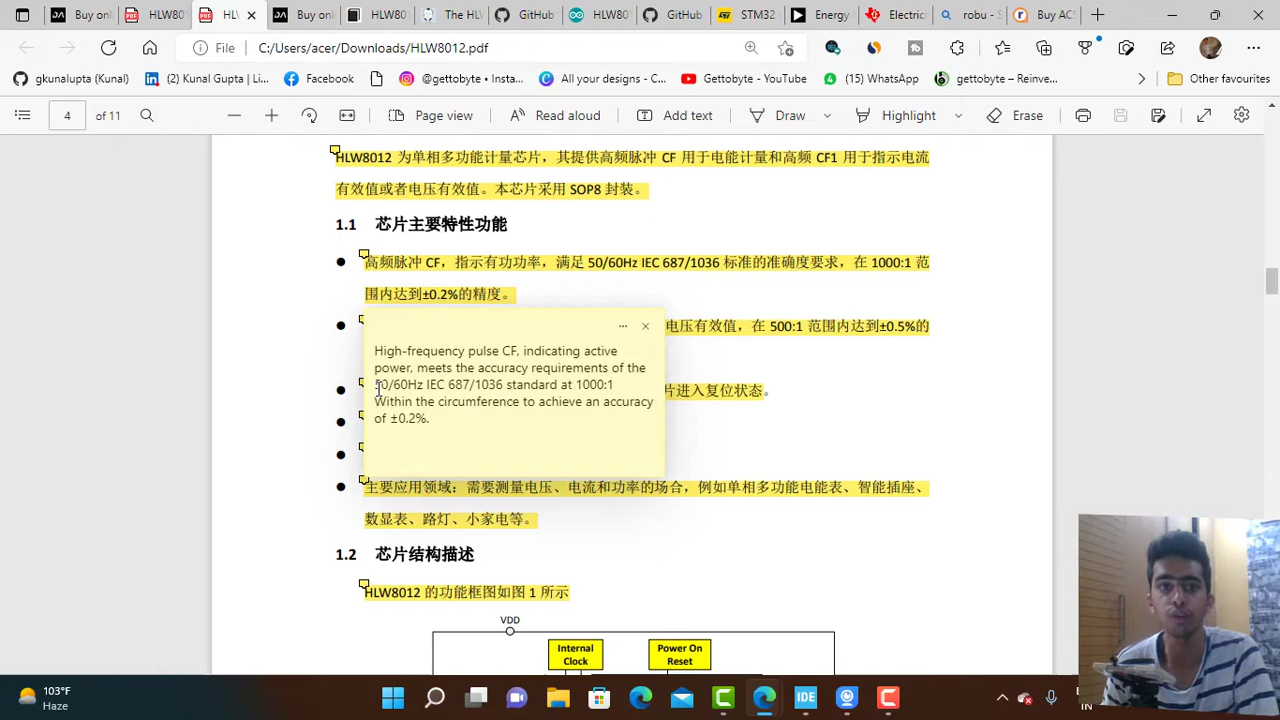 HLW80
HLV
Buy onl
HLW801
The HL
GitHub
HLW80
GitHub
STM32
Energy
Electric
robu - S
Buy ACS
File
C:/Users/acer/Downloads/HLW8012.pdf
gkunalupta (Kunal)
(2) Kunal Gupta | Li...
Facebook
@gettobyte • Insta...
All your designs - C...
Gettobyte - YouTube
(15) WhatsApp
gettobyte – Reinve...
Other favourites
4 of 11
Page view
Read aloud
Add text
Draw
Highlight
Erase
HLW8012 为单相多功能计量芯片，其提供高频脉冲 CF 用于电能计量和高频 CF1 用于指示电流
有效值或者电压有效值。本芯片采用 SOP8 封装。
1.1 芯片主要特性功能
高频脉冲 CF，指示有功功率，满足 50/60Hz IEC 687/1036 标准的准确度要求，在 1000:1 范
围内达到±0.2%的精度。
电压有效值，在 500:1 范围内达到±0.5%的
High-frequency pulse CF, indicating active
power, meets the accuracy requirements of the
50/60Hz IEC 687/1036 standard at 1000:1
Within the circumference to achieve an accuracy
of ±0.2%.
片进入复位状态。
主要应用领域：需要测量电压、电流和功率的场合，例如单相多功能电能表、智能插座、
数显表、路灯、小家电等。
1.2 芯片结构描述
HLW8012 的功能框图如图 1 所示
VDD
Internal
Clock
Power On
Reset
103°F
Haze
IDE
IN